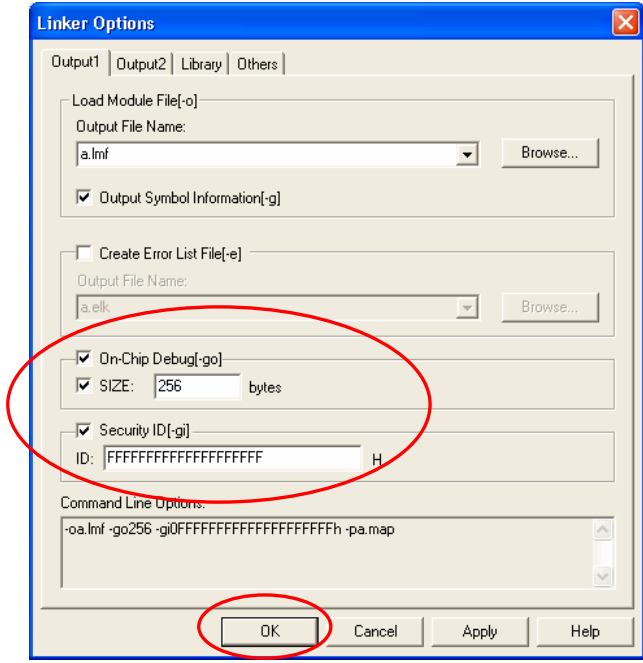 Linker Options
Output1 Output2 Library Others
Load Module File[-o]
Output File Name:
a.lmf Browse...
Output Symbol Information[-g]
Create Error List File[-e]
Output File Name:
a.elk Browse...
On-Chip Debug[-go]
SIZE: 256 bytes
Security ID[-gi]
ID: FFFFFFFFFFFFFFFFFFFF H
Command Line Options:
-oa.lmf -go256 -gi0FFFFFFFFFFFFFFFFFFFFh -pa.map
OK Cancel Apply Help